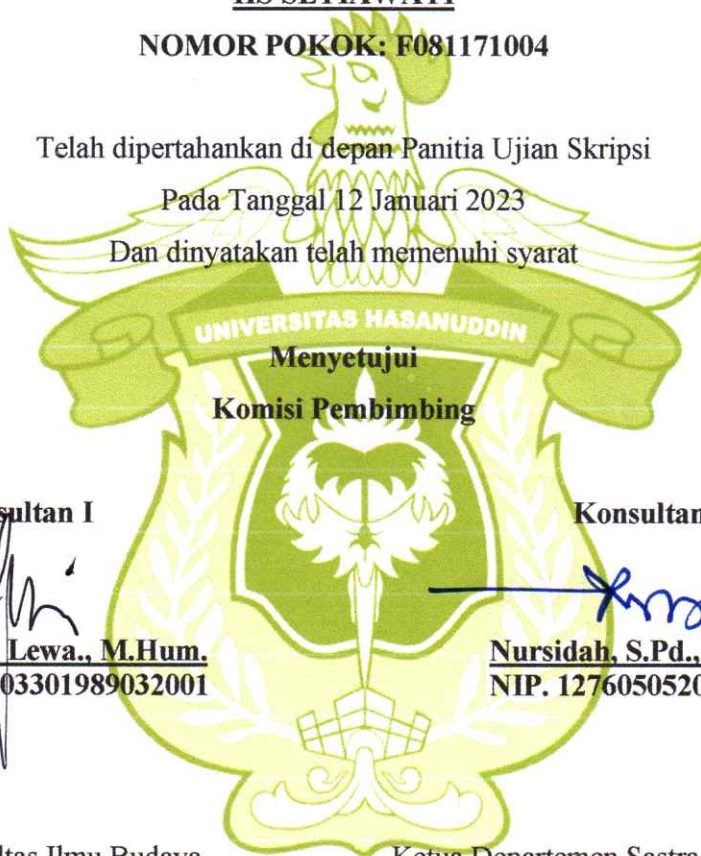 IIS SETIAWATI
NOMOR POKOK: F081171004
Telah dipertahankan di depan Panitia Ujian Skripsi
Pada Tanggal 12 Januari 2023
Dan dinyatakan telah memenuhi syarat
UNIVERSITAS HASANUDDIN
Menyetujui
Komisi Pembimbing
sultan I
Konsultan
Lewa., M.Hum.
Nursidah, S.Pd.,
03301989032001
NIP. 1276050520
ltas Ilmu Budaya
Ketua Departemen Sastra